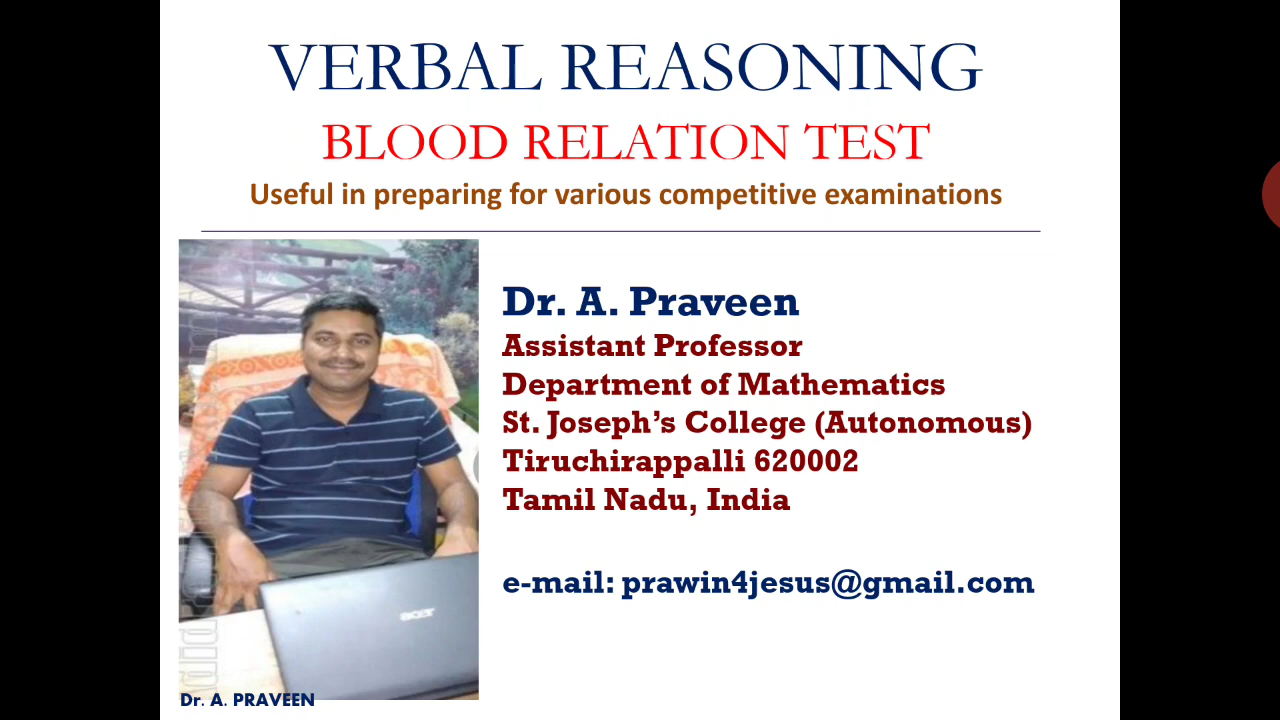 VERBAL REASONING
BLOOD RELATION TEST
Useful in preparing for various competitive examinations
Dr. A. Praveen
Assistant Professor
Department of Mathematics
St. Joseph’s College (Autonomous)
Tiruchirappalli 620002
Tamil Nadu, India
e-mail: prawin4jesus@gmail.com
acer
Dr. A. PRAVEEN